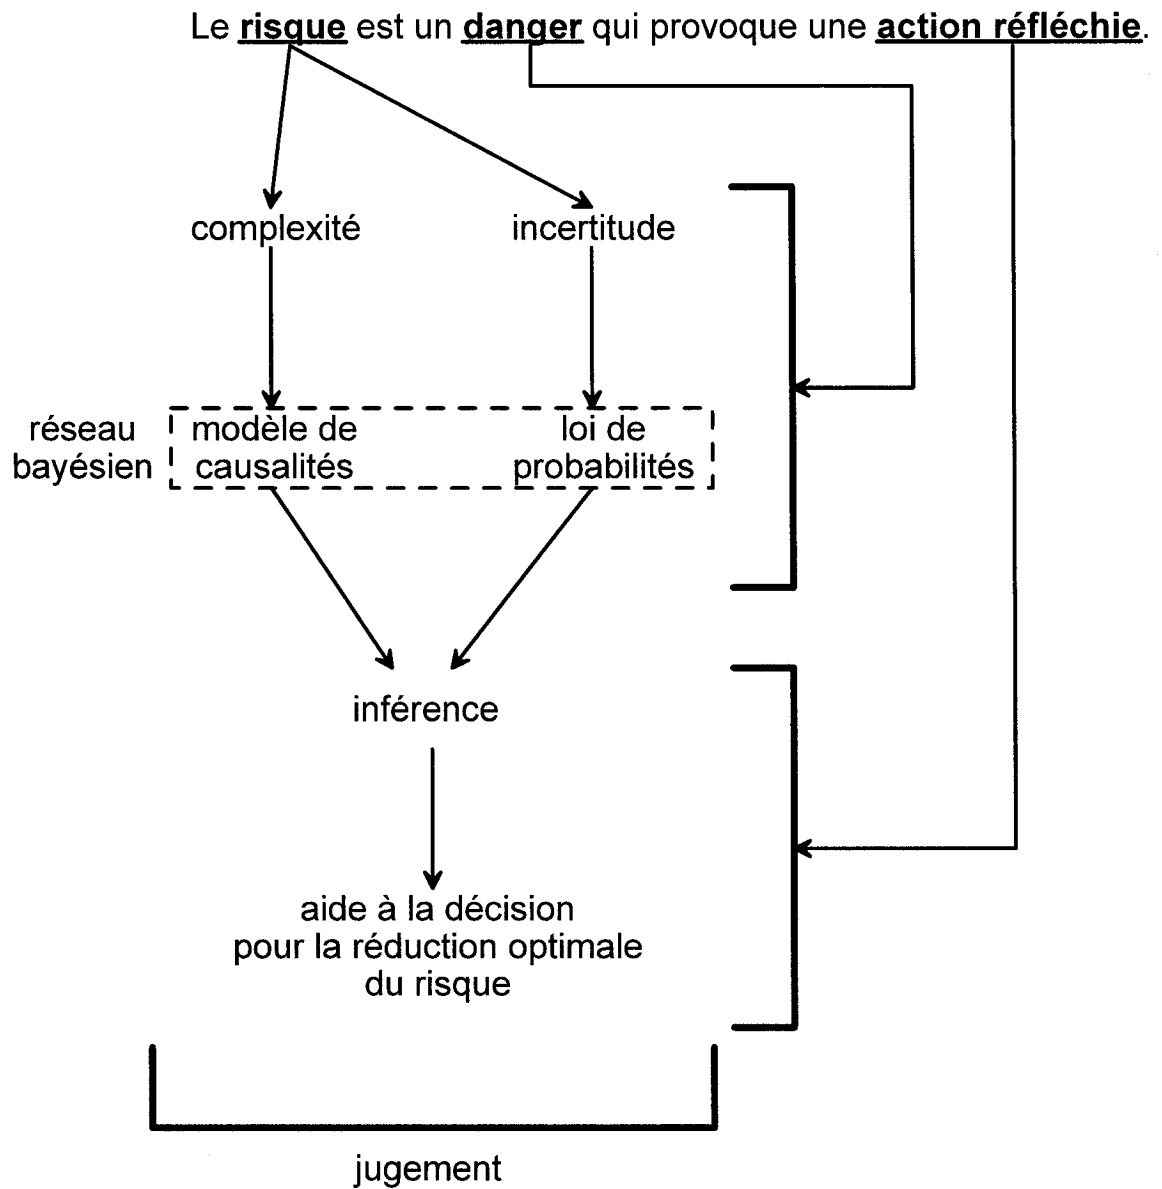 Le risque est un danger qui provoque une action réfléchie.
complexité
incertitude
réseau
bayésien
modèle de
causalités
loi de
probabilités
inférence
aide à la décision
pour la réduction optimale
du risque
jugement